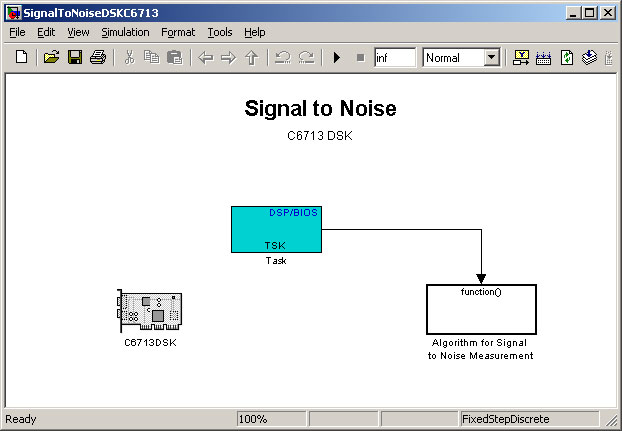 SignalToNoiseDSKC6713
File Edit View Simulation Format Tools Help
inf Normal
Signal to Noise
C6713 DSK
DSP/BIOS
TSK
Task
function()
C6713DSK
Algorithm for Signal
to Noise Measurement
Ready 100% FixedStepDiscrete